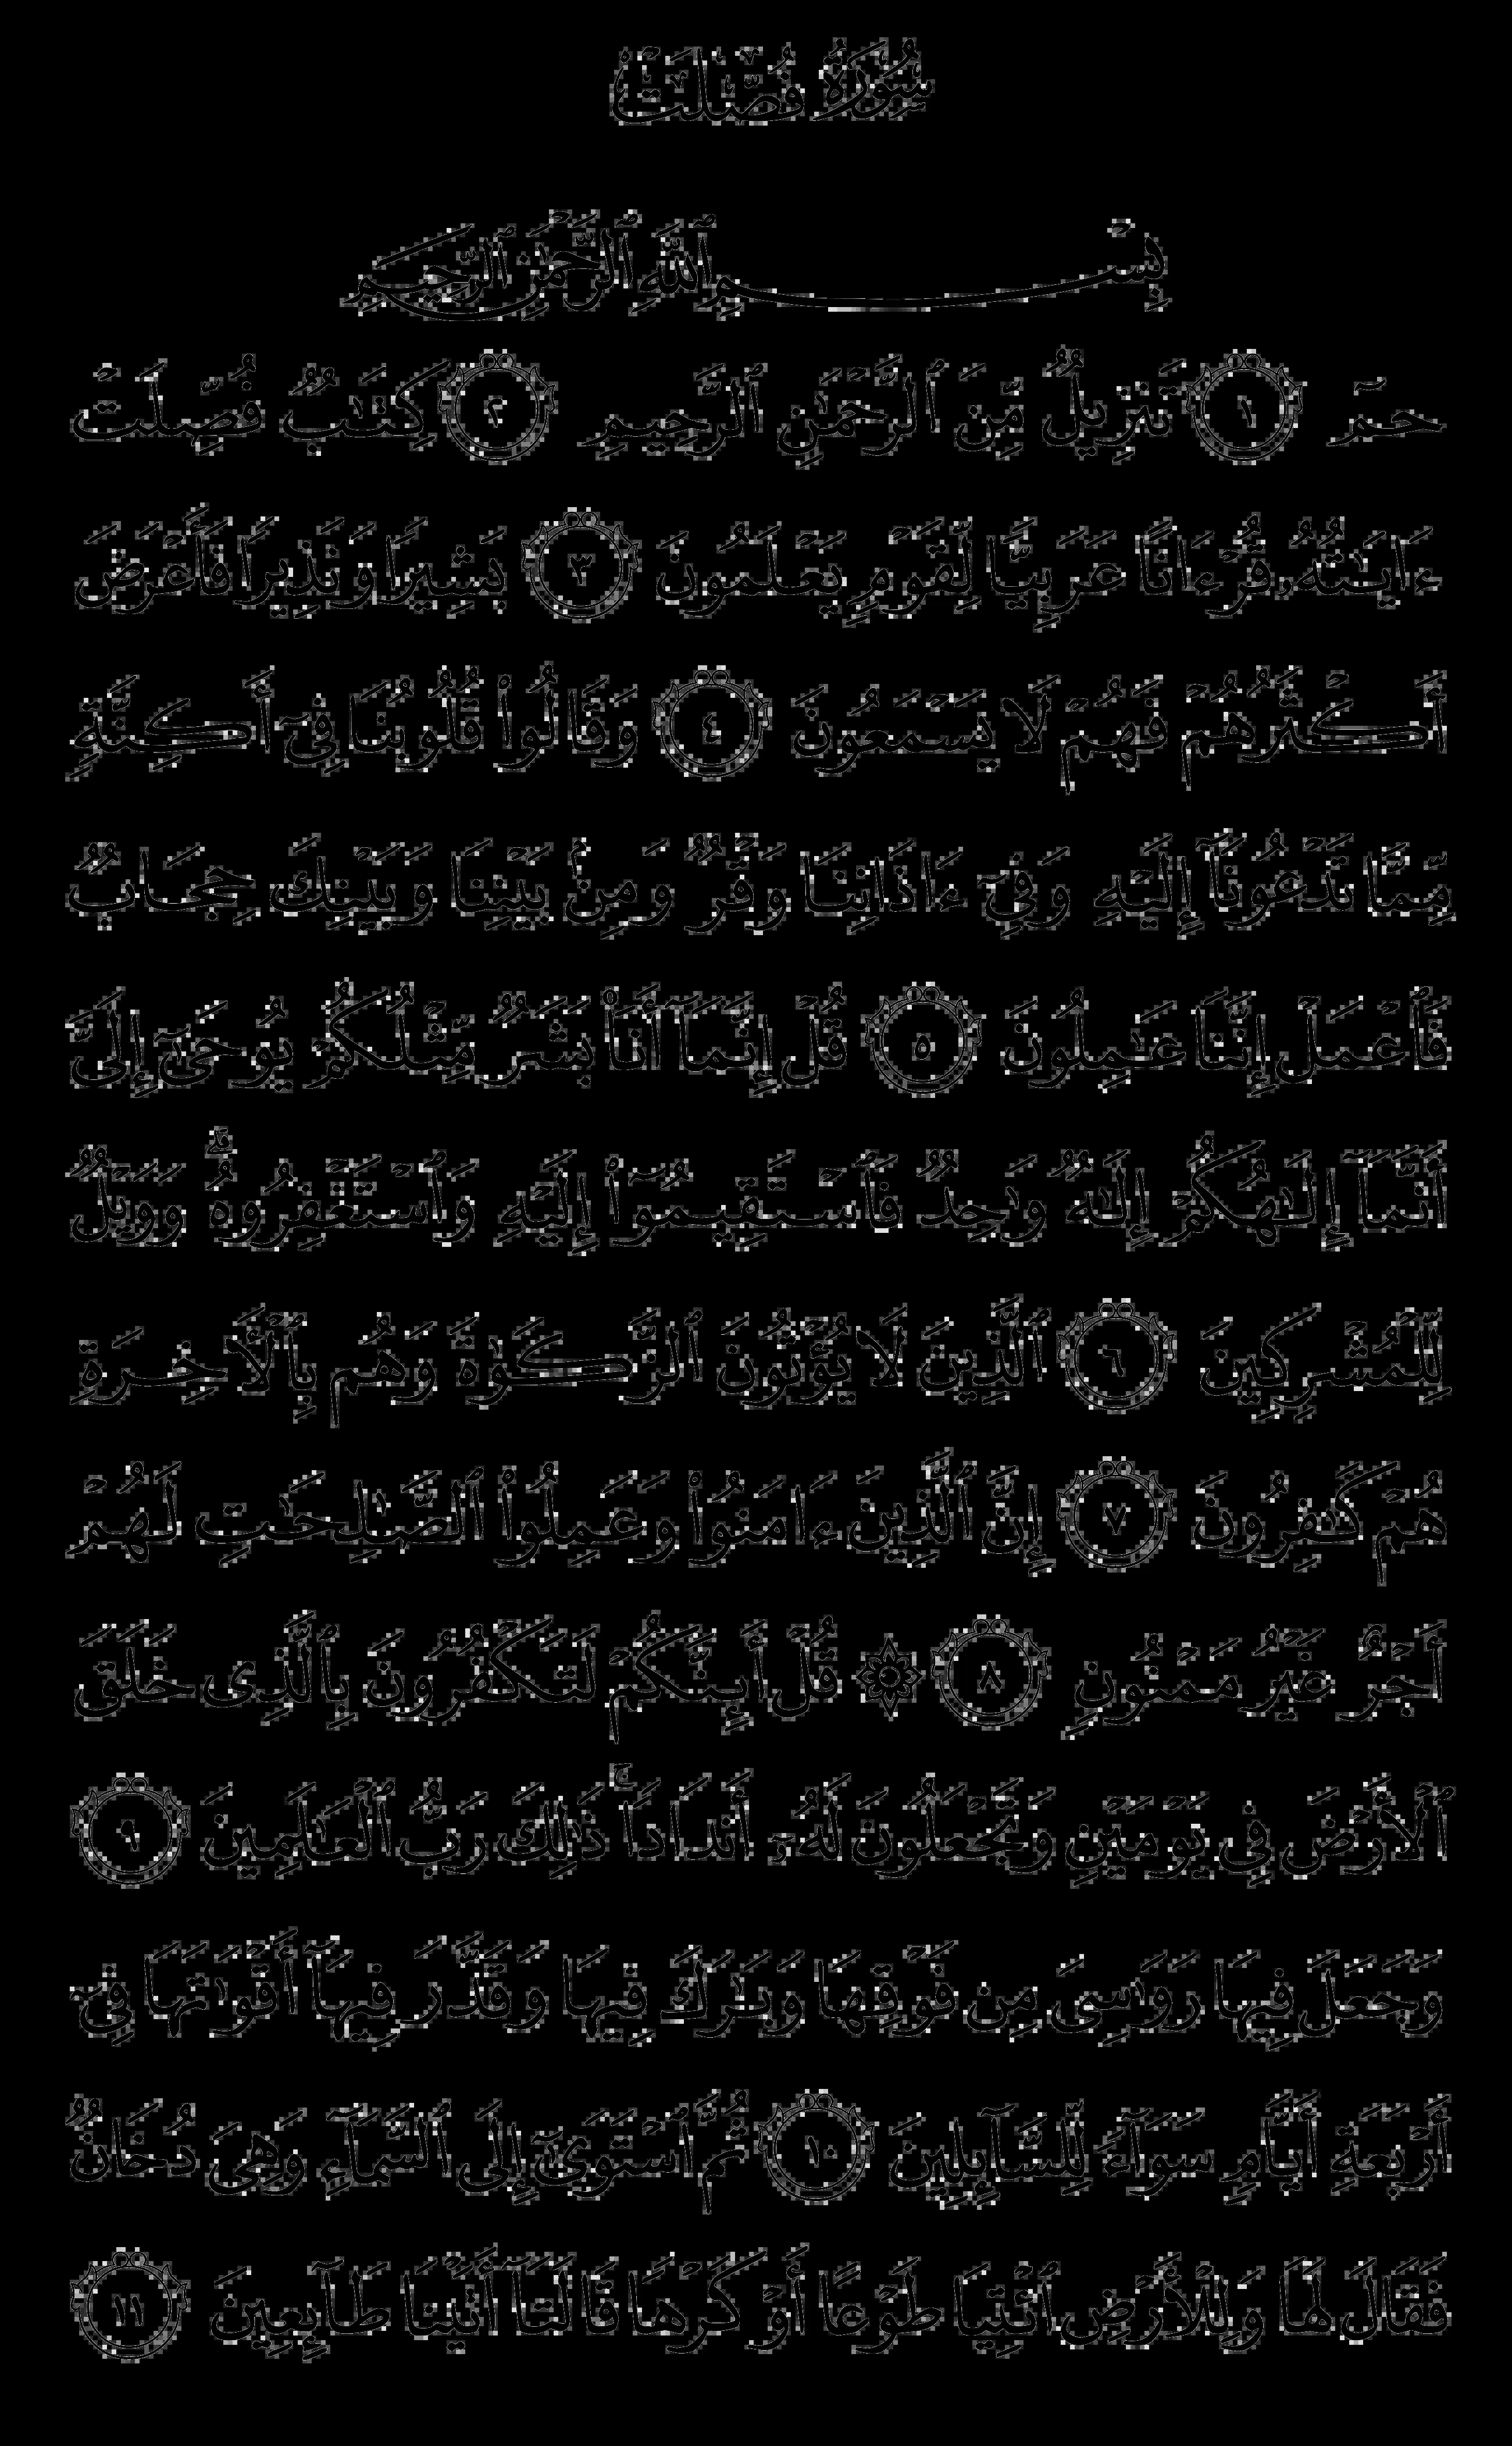 سُورَةُ فُصِّلَتْ
بِسْمِ ٱللَّهِ ٱلرَّحْمَٰنِ ٱلرَّحِيمِ
حمٓ ١ تَنزِيلٌ مِّنَ ٱلرَّحْمَٰنِ ٱلرَّحِيمِ ٢ كِتَٰبٌ فُصِّلَتْ
ءَايَٰتُهُۥ قُرْءَانًا عَرَبِيًّا لِّقَوْمٍ يَعْلَمُونَ ٣ بَشِيرًا وَنَذِيرًا فَأَعْرَضَ
أَكْثَرُهُمْ فَهُمْ لَا يَسْمَعُونَ ٤ وَقَالُوا۟ قُلُوبُنَا فِىٓ أَكِنَّةٍ
مِّمَّا تَدْعُونَآ إِلَيْهِ وَفِىٓ ءَاذَانِنَا وَقْرٌ وَمِنۢ بَيْنِنَا وَبَيْنِكَ حِجَابٌ
فَٱعْمَلْ إِنَّنَا عَٰمِلُونَ ٥ قُلْ إِنَّمَآ أَنَا۠ بَشَرٌ مِّثْلُكُمْ يُوحَىٰٓ إِلَىَّ
أَنَّمَآ إِلَٰهُكُمْ إِلَٰهٌ وَٰحِدٌ فَٱسْتَقِيمُوٓا۟ إِلَيْهِ وَٱسْتَغْفِرُوهُ ۗ وَوَيْلٌ
لِّلْمُشْرِكِينَ ٦ ٱلَّذِينَ لَا يُؤْتُونَ ٱلزَّكَوٰةَ وَهُم بِٱلْأَخِرَةِ
هُمْ كَٰفِرُونَ ٧ إِنَّ ٱلَّذِينَ ءَامَنُوا۟ وَعَمِلُوا۟ ٱلصَّٰلِحَٰتِ لَهُمْ
أَجْرٌ غَيْرُ مَمْنُونٍ ٨ ۞ قُلْ أَئِنَّكُمْ لَتَكْفُرُونَ بِٱلَّذِى خَلَقَ
ٱلْأَرْضَ فِى يَوْمَيْنِ وَتَجْعَلُونَ لَهُۥٓ أَندَادًا ۚ ذَٰلِكَ رَبُّ ٱلْعَٰلَمِينَ ٩
وَجَعَلَ فِيهَا رَوَٰسِىَ مِن فَوْقِهَا وَبَٰرَكَ فِيهَا وَقَدَّرَ فِيهَآ أَقْوَٰتَهَا فِىٓ
أَرْبَعَةِ أَيَّامٍ سَوَآءً لِّلسَّآئِلِينَ ١٠ ثُمَّ ٱسْتَوَىٰٓ إِلَى ٱلسَّمَآءِ وَهِىَ دُخَانٌ
فَقَالَ لَهَا وَلِلْأَرْضِ ٱئْتِيَا طَوْعًا أَوْ كَرْهًا قَالَتَآ أَتَيْنَا طَآئِعِينَ ١١